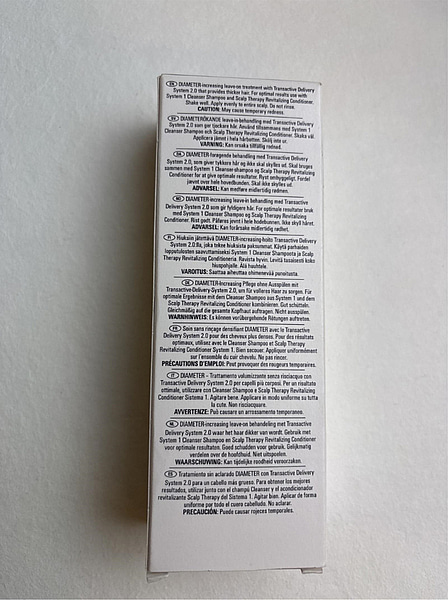 EN DIAMETER-increasing leave-on treatment with Transactive Delivery
System 2.0 that provides thicker hair. For optimal results use with
System 1 Cleanser Shampoo and Scalp Therapy Revitalizing Conditioner.
Shake well. Apply evenly to entire scalp. Do not rinse.
CAUTION: May cause temporary redness.
SV DIAMETERÖKANDE leave-in behandling med Transactive Delivery
System 2.0 som ger tjockare hår. Använd tillsammans med System 1
Cleanser Shampoo och Scalp Therapy Revitalizing Conditioner. Skaka väl.
Applicera jämnt i hela hårbotten. Skölj inte ur.
VARNING: Kan orsaka tillfällig rodnad.
DA DIAMETER-forøgende behandling med Transactive Delivery
System 2.0, som giver tykkere hår og ikke skal skylles ud. Skal bruges
sammen med System 1 Cleanser Shampoo og Scalp Therapy Revitalizing
Conditioner for at give optimale resultater. Ryst omhyggeligt. Fordel
jævnt over hele hovedbunden. Skal ikke skylles ud.
ADVARSEL: Kan medføre midlertidig rødmen.
NO DIAMETER-increasing leave in behandling med Transactive
Delivery System 2.0 som gir fyldigere hår. For optimale resultater bruk
med System 1 Cleanser Shampoo og Scalp Therapy Revitalizing
Conditioner. Rist godt. Påføres jevnt i hele hodebunnen. Ikke skyll håret.
ADVARSEL: Kan forårsake midlertidig rødhet.
FI Hiuksiin jätettävä DIAMETER-increasing-hoito Transactive Delivery
System 2.0:lla, joka tekee hiuksista paksummat. Käytä parhaiden
lopputulosten saavuttamiseksi System 1 Cleanser Shampoota ja Scalp Therapy
Revitalizing Conditioneria. Ravista hyvin. Levitä tasaisesti koko
hiuspohjalle. Älä huuhtele.
VAROITUS: Saattaa aiheuttaa ohimenevää punoitusta.
DE DIAMETER-Increasing Pflege ohne Ausspülen mit
Transactive-Delivery-System 2.0, um für volleres Haar zu sorgen. Für
optimale Ergebnisse mit dem Cleanser Shampoo aus System 1 und dem
Scalp Therapy Revitalizing Conditioner kombinieren. Gut schütteln.
Gleichmäßig auf die gesamte Kopfhaut auftragen. Nicht ausspülen.
WARNHINWEIS: Es können vorübergehende Rötungen auftreten.
FR Soin sans rinçage densifiant DIAMETER avec le Transactive
Delivery System 2.0 pour des cheveux plus denses. Pour des résultats
optimaux, utilisez avec le Cleanser Shampoo et Scalp Therapy
Revitalizing Conditioner System 1. Bien secouer. Appliquer uniformément
sur l'ensemble du cuir chevelu. Ne pas rincer.
PRÉCAUTIONS D'EMPLOI: Peut provoquer des rougeurs temporaires.
IT DIAMETER - Trattamento volumizzante senza risciacquo con
Transactive Delivery System 2.0 per capelli più corposi. Per un risultato
ottimale, utilizzare con Cleanser Shampoo e Scalp Therapy Revitalizing
Conditioner Sistema 1. Agitare bene. Applicare in modo uniforme su tutta
la cute. Non risciacquare.
AVVERTENZE: Può causare un arrossamento temporaneo.
NL DIAMETER-increasing leave-on behandeling met Transactive
Delivery System 2.0 waar het haar dikker van wordt. Gebruik met
System 1 Cleanser Shampoo en Scalp Therapy Revitalizing Conditioner
voor optimale resultaten. Goed schudden voor gebruik. Gelijkmatig
verdelen over de hoofdhuid. Niet uitspoelen.
WAARSCHUWING: Kan tijdelijke roodheid veroorzaken.
ES Tratamiento sin aclarado DIAMETER con Transactive Delivery
System 2.0 para un cabello más grueso. Para obtener los mejores
resultados, utilizar junto con el champú Cleanser y el acondicionador
revitalizante Scalp Therapy del Sistema 1. Agitar bien. Aplicar de forma
uniforme por todo el cuero cabelludo. No aclarar.
PRECAUCIÓN: Puede causar rojeces temporales.